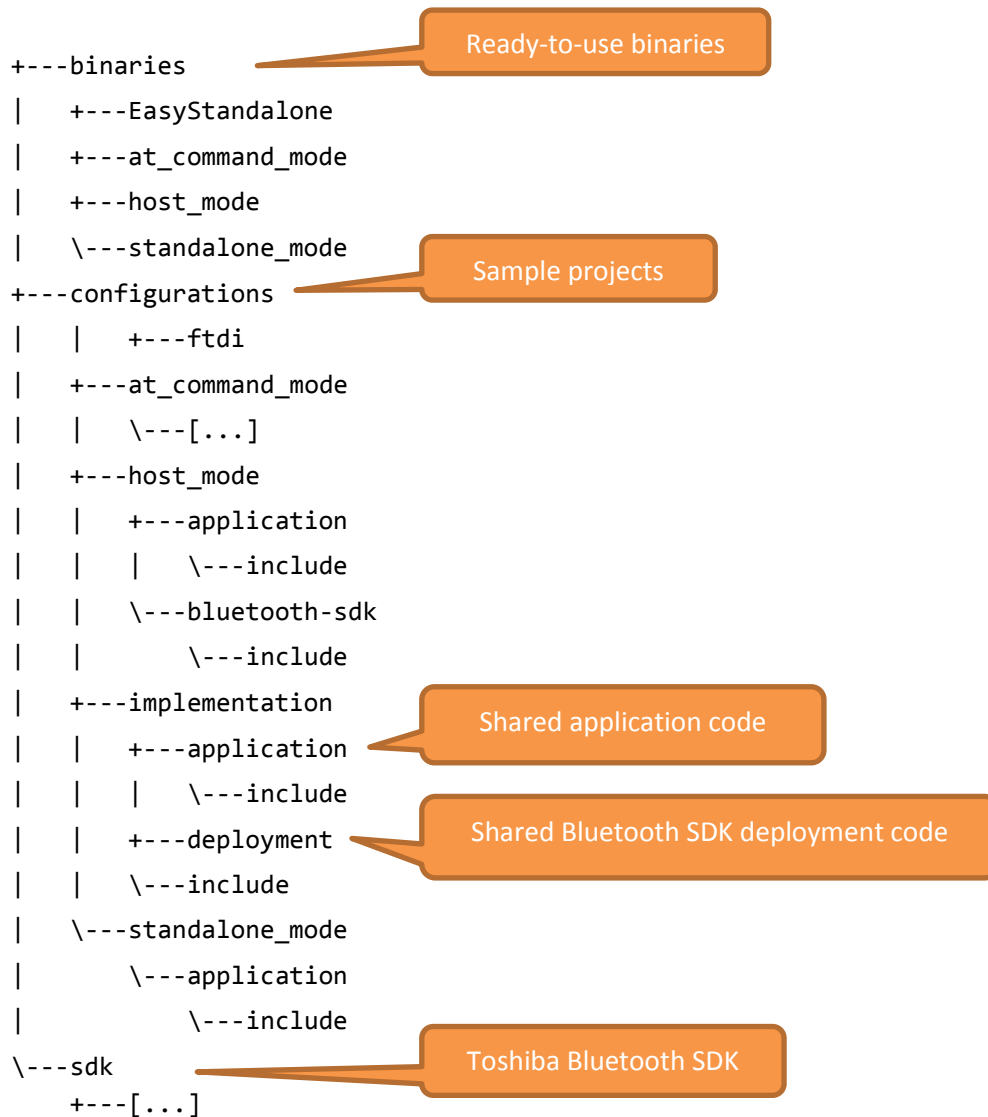 Ready-to-use binaries
+---binaries
|   +---EasyStandalone
|   +---at_command_mode
|   +---host_mode
|   \---standalone_mode
Sample projects
+---configurations
|   |   +---ftdi
|   +---at_command_mode
|   |   \---[...]
|   +---host_mode
|   |   +---application
|   |   |   \---include
|   |   \---bluetooth-sdk
|   |       \---include
|   +---implementation
Shared application code
|   |   +---application
|   |   |   \---include
|   |   +---deployment
Shared Bluetooth SDK deployment code
|   |   \---include
|   \---standalone_mode
|       \---application
|           \---include
\---sdk
Toshiba Bluetooth SDK
    +---[...]